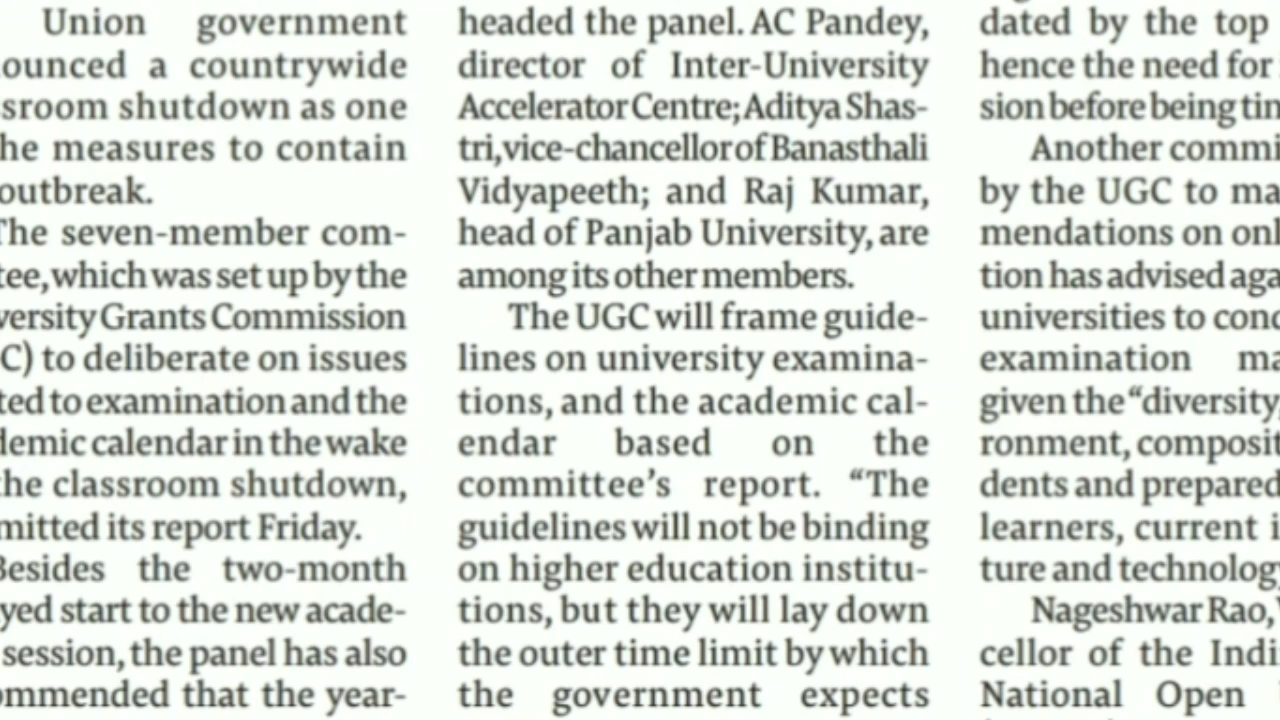 Union government
ounced a countrywide
sroom shutdown as one
he measures to contain
outbreak.
The seven-member com-
tee, which was set up by the
versity Grants Commission
C) to deliberate on issues
ted to examination and the
demic calendar in the wake
the classroom shutdown,
mitted its report Friday.
Besides the two-month
yed start to the new acade-
session, the panel has also
ommended that the year-
headed the panel. AC Pandey,
director of Inter-University
Accelerator Centre; Aditya Shas-
tri, vice-chancellor of Banasthali
Vidyapeeth; and Raj Kumar,
head of Panjab University, are
among its other members.
The UGC will frame guide-
lines on university examina-
tions, and the academic cal-
endar based on the
committee's report. “The
guidelines will not be binding
on higher education institu-
tions, but they will lay down
the outer time limit by which
the government expects
dated by the top
hence the need for
sion before being tin
Another commi
by the UGC to ma
mendations on onl
tion has advised aga
universities to cond
examination ma
given the “diversity,
ronment, composit
dents and prepared
learners, current i
ture and technology
Nageshwar Rao,
cellor of the Indi
National Open